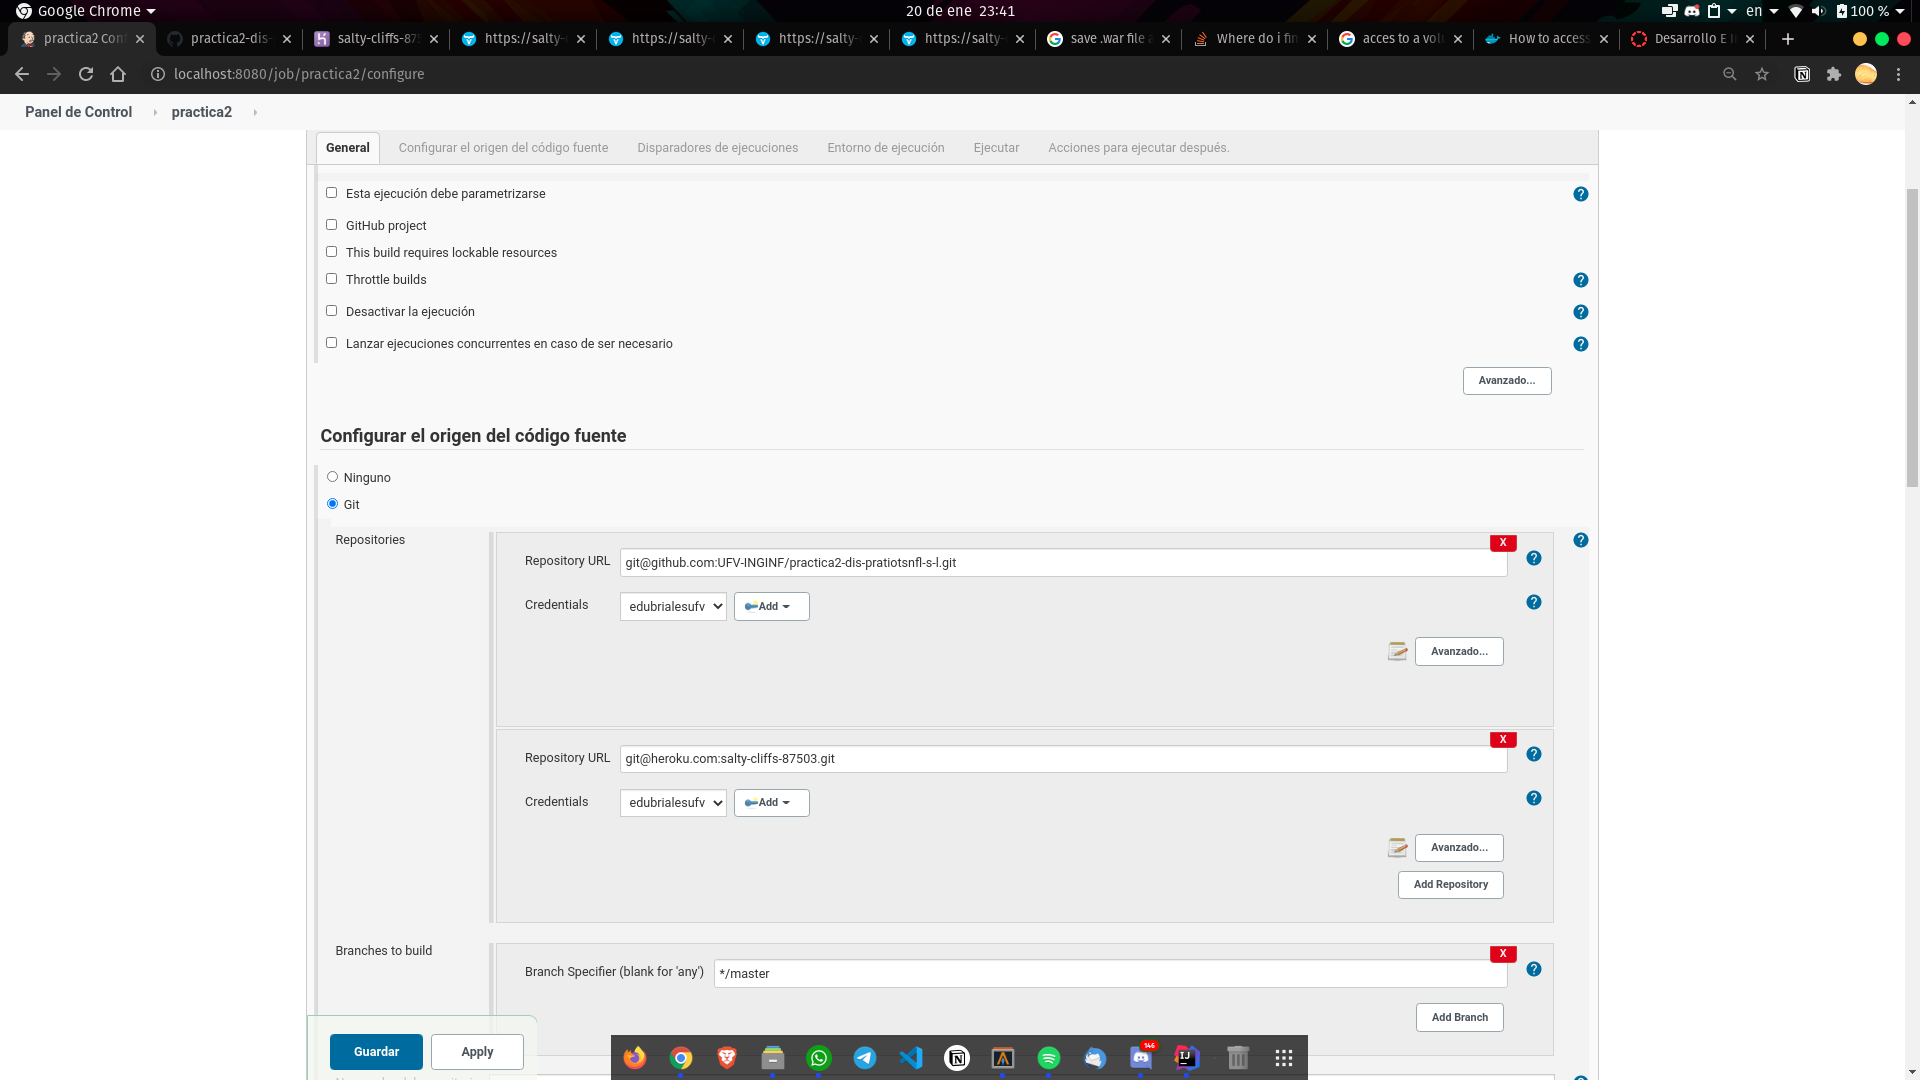 Google Chrome
20 de ene 23:41
en
100 %
practica2 Con
practica2-dis-
salty-cliffs-87
https://salty-
https://salty-
https://salty-
https://salty-
save .war file a
Where do i fin
acces to a vol
How to access
Desarrollo E I
localhost:8080/job/practica2/configure
Panel de Control
practica2
General
Configurar el origen del código fuente
Disparadores de ejecuciones
Entorno de ejecución
Ejecutar
Acciones para ejecutar después.
Esta ejecución debe parametrizarse
GitHub project
This build requires lockable resources
Throttle builds
Desactivar la ejecución
Lanzar ejecuciones concurrentes en caso de ser necesario
Avanzado...
Configurar el origen del código fuente
Ninguno
Git
Repositories
X
Repository URL
git@github.com:UFV-INGINF/practica2-dis-pratiotsnfl-s-l.git
Credentials
edubrialesufv
Add
Avanzado...
X
Repository URL
git@heroku.com:salty-cliffs-87503.git
Credentials
edubrialesufv
Add
Avanzado...
Add Repository
Branches to build
X
Branch Specifier (blank for 'any')
*/master
Add Branch
Guardar
Apply
146